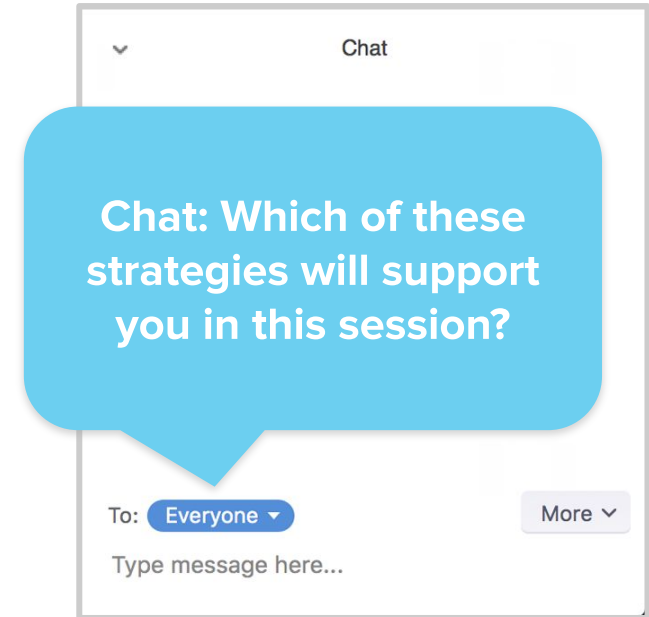 Chat
Chat: Which of these
strategies will support
you in this session?
To: Everyone
More
Type message here...